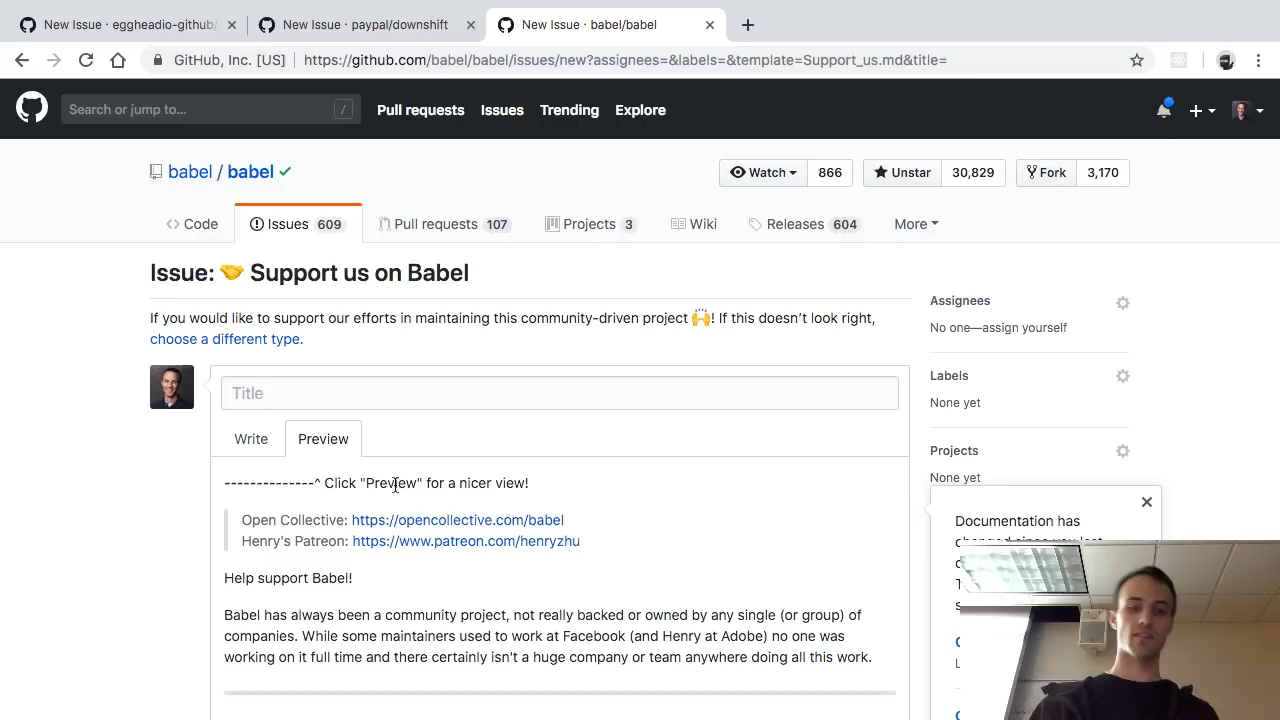 New Issue · eggheadio-github/
New Issue · paypal/downshift
New Issue · babel/babel
GitHub, Inc. [US]
https://github.com/babel/babel/issues/new?assignees=&labels=&template=Support_us.md&title=
Search or jump to...
/
Pull requests
Issues
Trending
Explore
babel / babel
Watch
866
Unstar
30,829
Fork
3,170
Code
Issues 609
Pull requests 107
Projects 3
Wiki
Releases 604
More
Issue: 🤝 Support us on Babel
If you would like to support our efforts in maintaining this community-driven project 🙌! If this doesn’t look right,
choose a different type.
Title
Write
Preview
--------------^ Click "Preview" for a nicer view!
Open Collective: https://opencollective.com/babel
Henry's Patreon: https://www.patreon.com/henryzhu
Help support Babel!
Babel has always been a community project, not really backed or owned by any single (or group) of
companies. While some maintainers used to work at Facebook (and Henry at Adobe) no one was
working on it full time and there certainly isn't a huge company or team anywhere doing all this work.
Assignees
No one—assign yourself
Labels
None yet
Projects
None yet
Documentation has